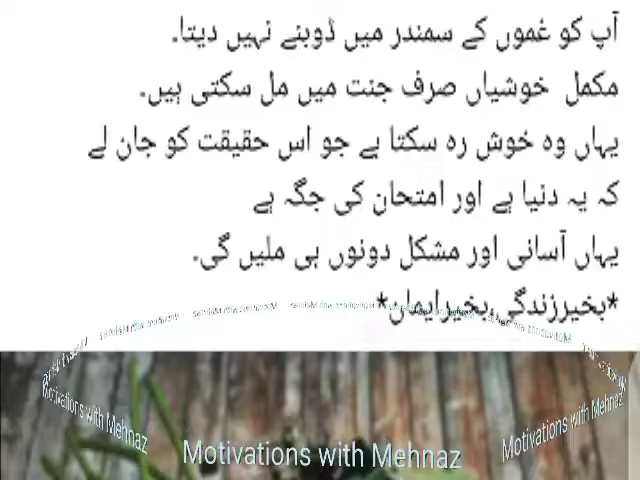 آپ کو غموں کے سمندر میں ڈوبنے نہیں دیتا۔
مکمل خوشیاں صرف جنت میں مل سکتی ہیں۔
یہاں وہ خوش رہ سکتا ہے جو اس حقیقت کو جان لے
کہ یہ دنیا ہے اور امتحان کی جگہ ہے
یہاں آسانی اور مشکل دونوں ہی ملیں گی۔
*بخیرزندگی بخیرایمان*
Motivations with Mehnaz
Motivations with Mehnaz
Motivations with Mehnaz